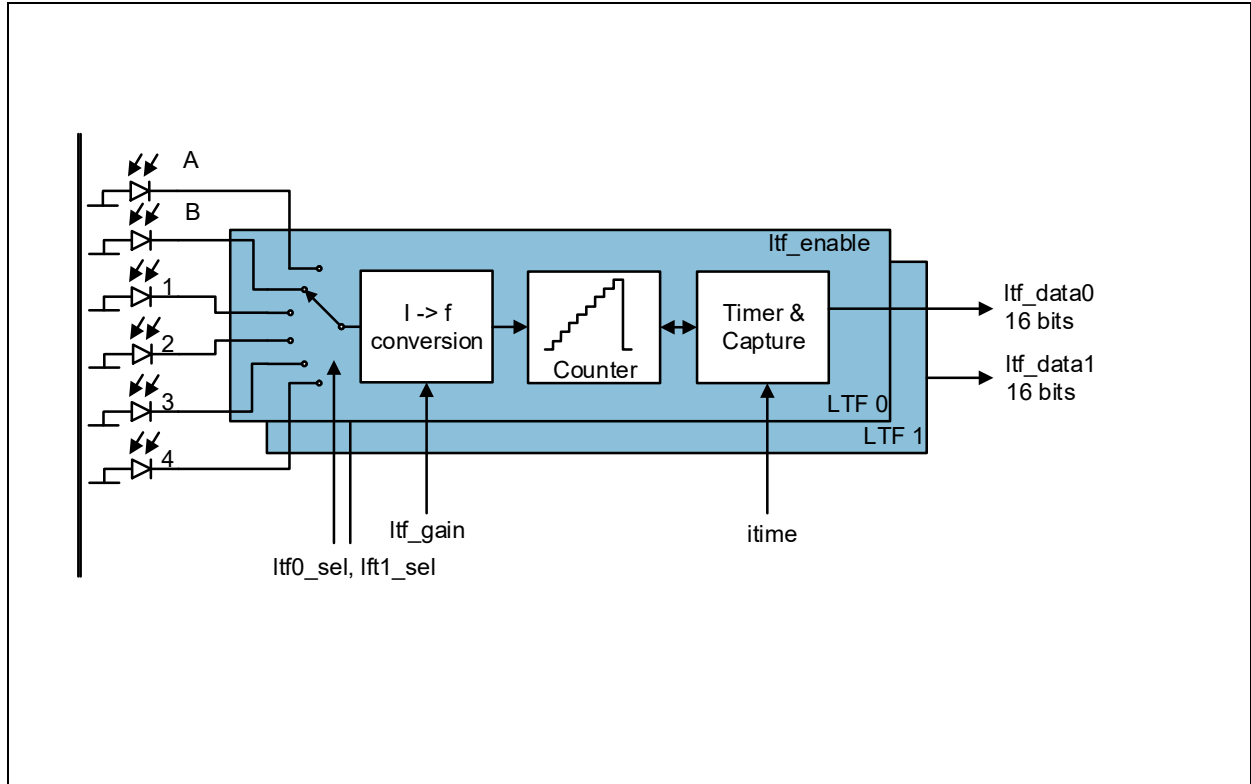 A
B
1
2
3
4
ltf_enable
I -> f
conversion
Counter
Timer &
Capture
LTF 0
LTF 1
ltf_data0
16 bits
ltf_data1
16 bits
ltf_gain
itime
ltf0_sel, lft1_sel